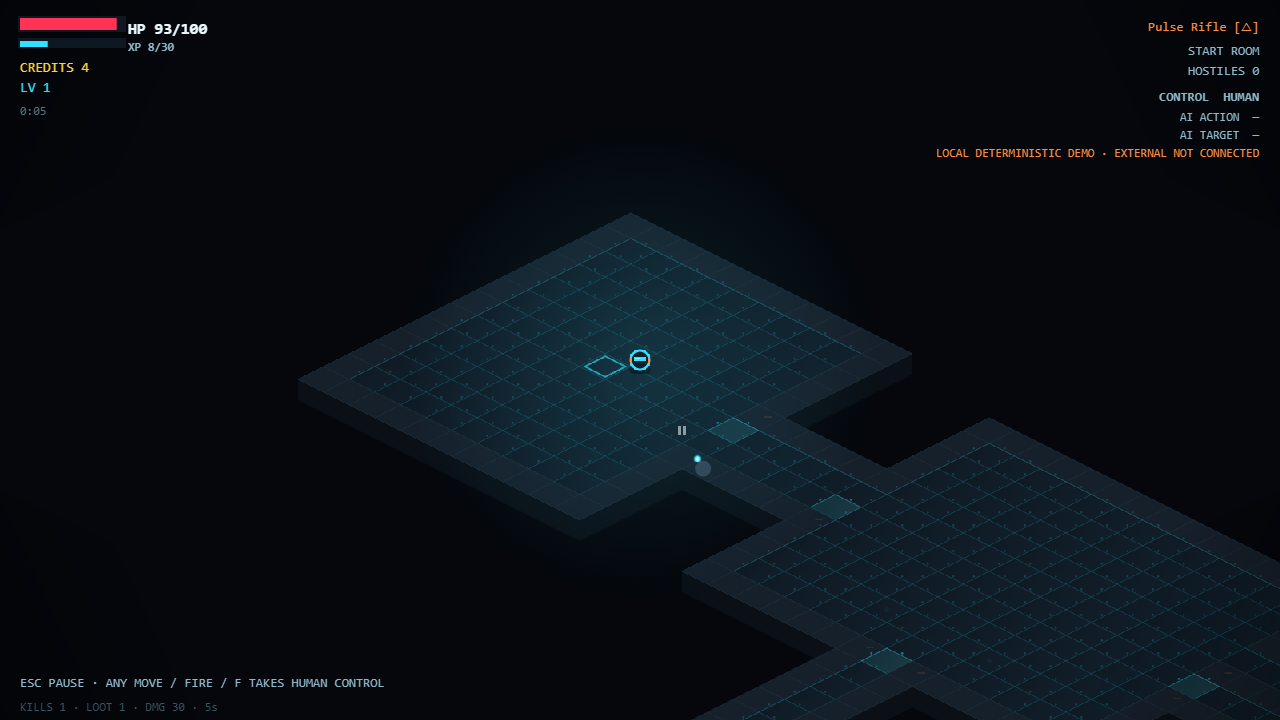 HP 93/100
XP 8/30
CREDITS 4
LV 1
0:05
Pulse Rifle [△]
START ROOM
HOSTILES 0
CONTROL HUMAN
AI ACTION —
AI TARGET —
LOCAL DETERMINISTIC DEMO · EXTERNAL NOT CONNECTED
ESC PAUSE · ANY MOVE / FIRE / F TAKES HUMAN CONTROL
KILLS 1 · LOOT 1 · DMG 30 · 5s